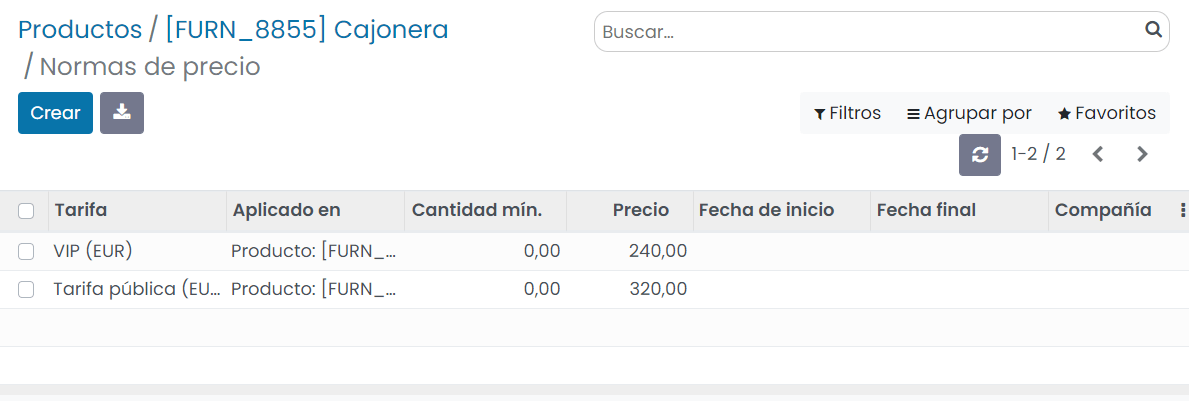 Productos / [FURN_8855] Cajonera
/ Normas de precio
Buscar...
Crear
Filtros Agrupar por Favoritos
1-2 / 2
Tarifa Aplicado en Cantidad mín. Precio Fecha de inicio Fecha final Compañía
VIP (EUR) Producto: [FURN_... 0,00 240,00
Tarifa pública (EU... Producto: [FURN_... 0,00 320,00